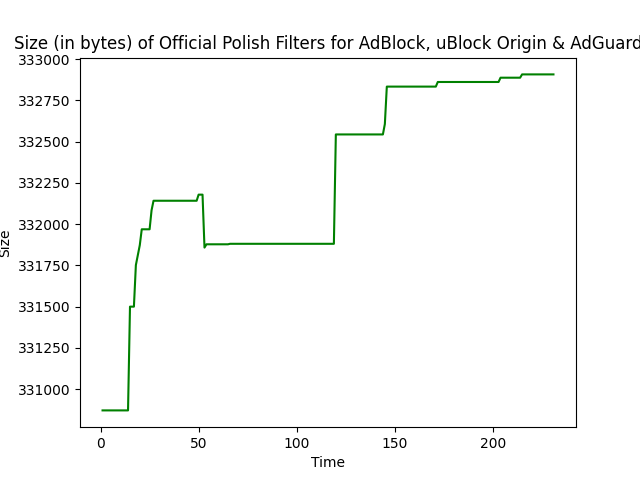 Size (in bytes) of Official Polish Filters for AdBlock, uBlock Origin & AdGuard
333000
332750
332500
332250
332000
331750
331500
331250
331000
Size
0 50 100 150 200
Time